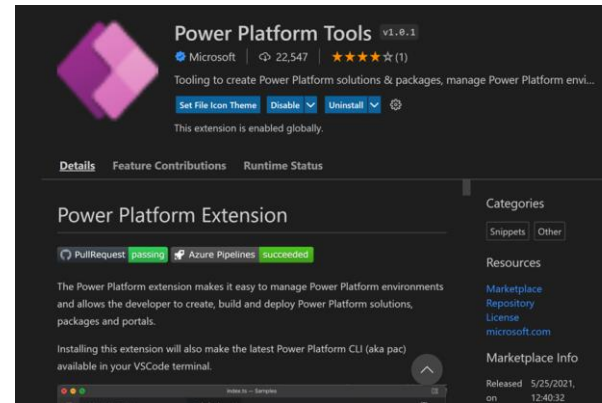 Power Platform Tools v1.0.1
Microsoft 22,547 (1)
Tooling to create Power Platform solutions & packages, manage Power Platform envi...
Set File Icon Theme Disable Uninstall
This extension is enabled globally.
Details Feature Contributions Runtime Status
Power Platform Extension
PullRequest passing Azure Pipelines succeeded
The Power Platform extension makes it easy to manage Power Platform environments
and allows the developer to create, build and deploy Power Platform solutions,
packages and portals.
Installing this extension will also make the latest Power Platform CLI (aka pac)
available in your VSCode terminal.
index.ts — Samples
Categories
Snippets Other
Resources
Marketplace
Repository
License
microsoft.com
Marketplace Info
Released 5/25/2021,
on 12:40:32